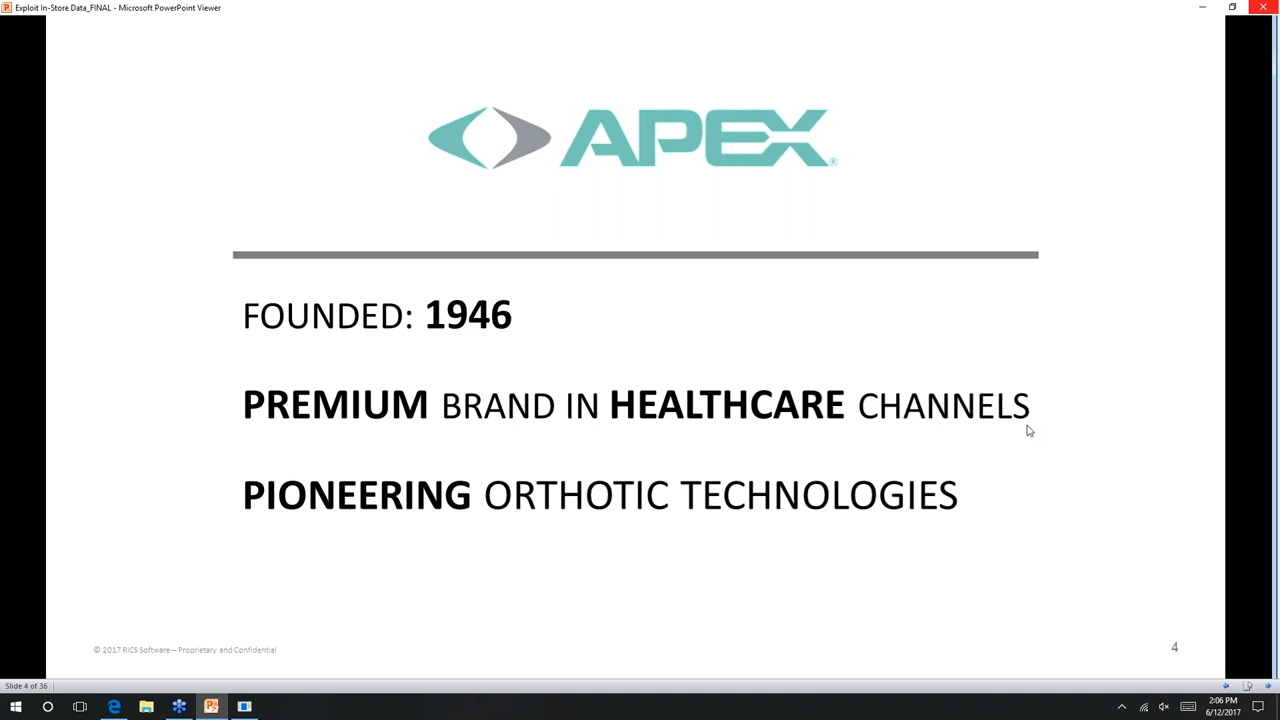 Exploit In-Store Data_FINAL - Microsoft PowerPoint Viewer
APEX®
FOUNDED: 1946
PREMIUM BRAND IN HEALTHCARE CHANNELS
PIONEERING ORTHOTIC TECHNOLOGIES
© 2017 RICS Software – Proprietary and Confidential
4
Slide 4 of 36
2:06 PM
6/12/2017